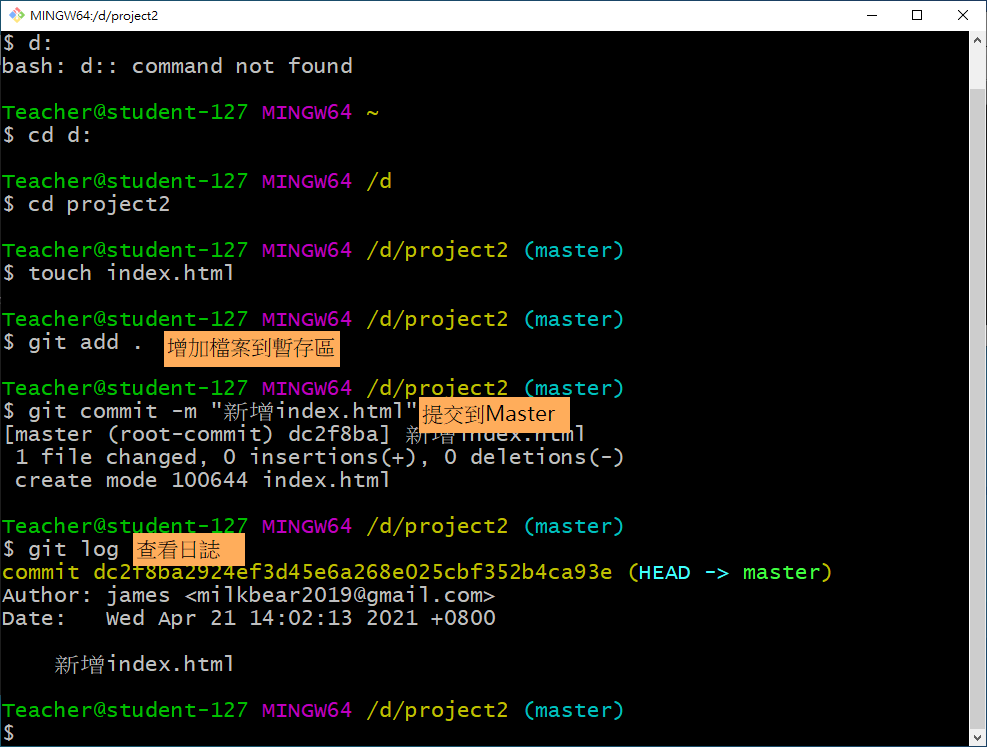 MINGW64:/d/project2
$ d:
bash: d:: command not found
Teacher@student-127 MINGW64 ~
$ cd d:
Teacher@student-127 MINGW64 /d
$ cd project2
Teacher@student-127 MINGW64 /d/project2 (master)
$ touch index.html
Teacher@student-127 MINGW64 /d/project2 (master)
$ git add . 增加檔案到暫存區
Teacher@student-127 MINGW64 /d/project2 (master)
$ git commit -m "新增index.html" 提交到Master
[master (root-commit) dc2f8ba] 新增index.html
1 file changed, 0 insertions(+), 0 deletions(-)
create mode 100644 index.html
Teacher@student-127 MINGW64 /d/project2 (master)
$ git log 查看日誌
commit dc2f8ba2924ef3d45e6a268e025cbf352b4ca93e (HEAD -> master)
Author: james <milkbear2019@gmail.com>
Date: Wed Apr 21 14:02:13 2021 +0800
新增index.html
Teacher@student-127 MINGW64 /d/project2 (master)
$